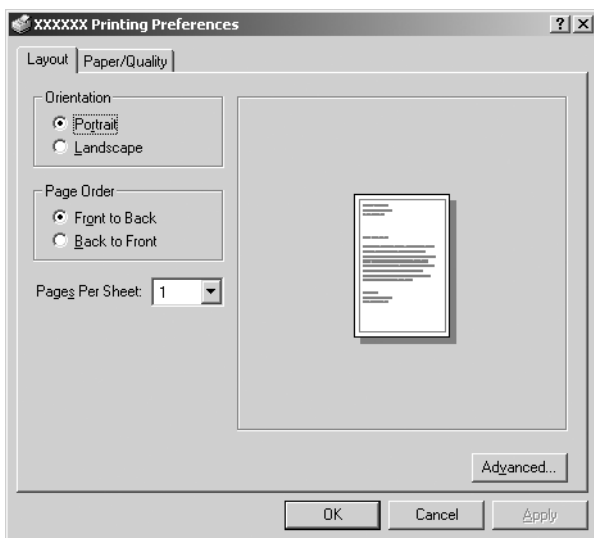 XXXXXX Printing Preferences
Layout Paper/Quality
Orientation
Portrait
Landscape
Page Order
Front to Back
Back to Front
Pages Per Sheet: 1
Advanced...
OK Cancel Apply